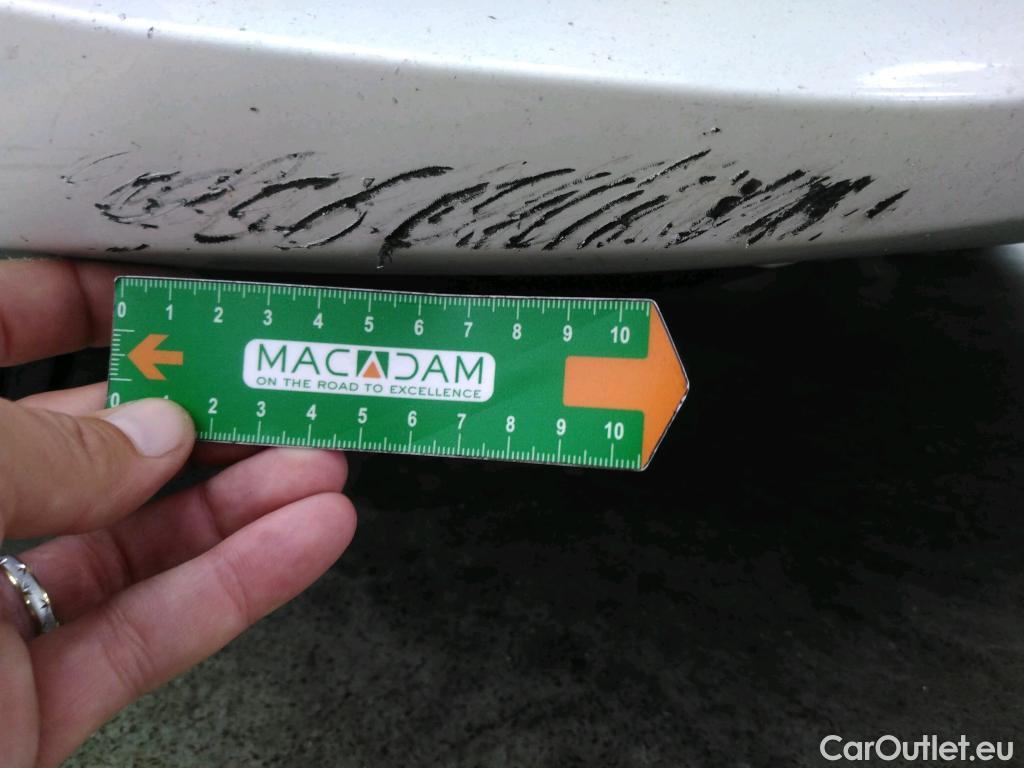 0 1 2 3 4 5 6 7 8 9 10
MACADAM
ON THE ROAD TO EXCELLENCE
0 1 2 3 4 5 6 7 8 9 10
CarOutlet.eu